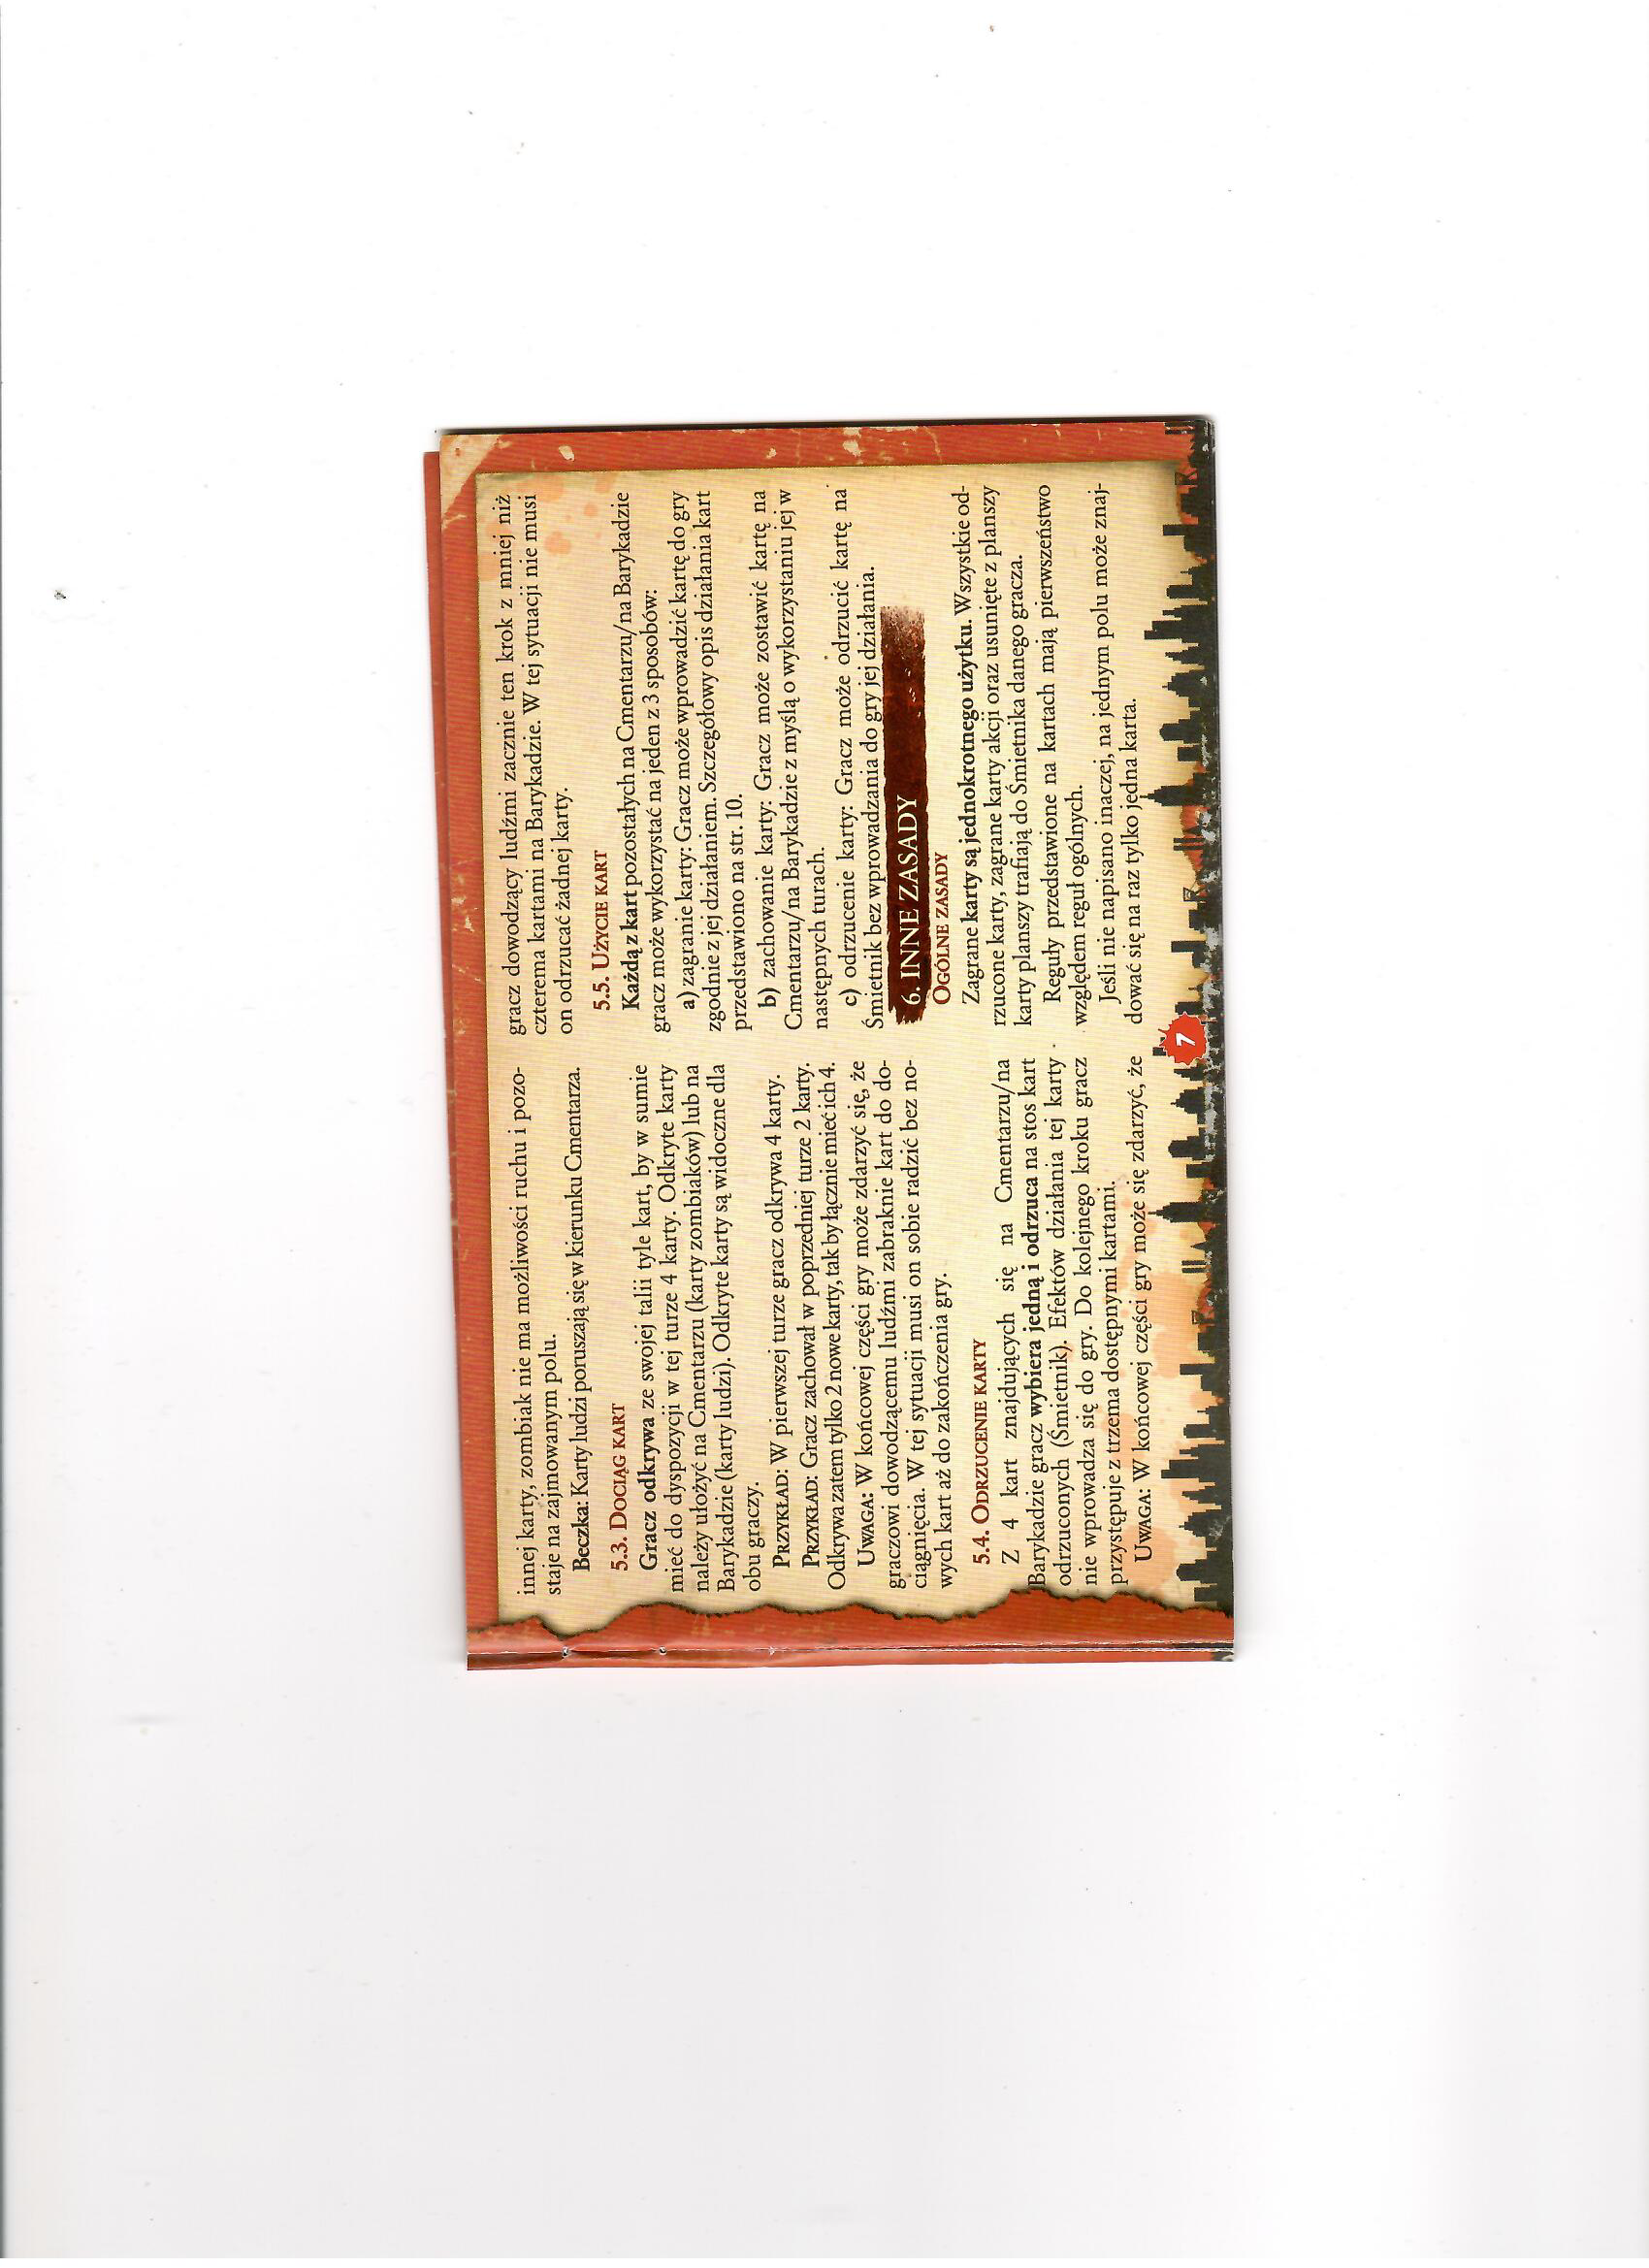 innej karty, zombiak nie ma możliwości ruchu i pozo-
staje na zajmowanym polu.
Beczka: Karty ludzi poruszają się w kierunku Cmentarza.
5.3. Dociąg kart
Gracz odkrywa ze swojej talii tyle kart, by w sumie
mieć do dyspozycji w tej turze 4 karty. Odkryte karty
należy ułożyć na Cmentarzu (karty zombiaków) lub na
Barykadzie (karty ludzi). Odkryte karty są widoczne dla
obu graczy.
Przykład: W pierwszej turze gracz odkrywa 4 karty.
Przykład: Gracz zachował w poprzedniej turze 2 karty.
Odkrywa zatem tylko 2 nowe karty, tak by łącznie mieć ich 4.
Uwaga: W końcowej części gry może zdarzyć się, że
graczowi dowodzącemu ludźmi zabraknie kart do do-
ciągnięcia. W tej sytuacji musi on sobie radzić bez no-
wych kart aż do zakończenia gry.
5.4. Odrzucenie karty
Z 4 kart znajdujących się na Cmentarzu/na
Barykadzie gracz wybiera jedną i odrzuca na stos kart
odrzuconych (Śmietnik). Efektów działania tej karty
nie wprowadza się do gry. Do kolejnego kroku gracz
przystępuje z trzema dostępnymi kartami.
Uwaga: W końcowej części gry może się zdarzyć, że
gracz dowodzący ludźmi zacznie ten krok z mniej niż
czterema kartami na Barykadzie. W tej sytuacji nie musi
on odrzucać żadnej karty.
5.5. Użycie kart
Każdą z kart pozostałych na Cmentarzu/na Barykadzie
gracz może wykorzystać na jeden z 3 sposobów:
a) zagranie karty: Gracz może wprowadzić kartę do gry
zgodnie z jej działaniem. Szczegółowy opis działania kart
przedstawiono na str. 10.
b) zachowanie karty: Gracz może zostawić kartę na
Cmentarzu/na Barykadzie z myślą o wykorzystaniu jej w
następnych turach.
c) odrzucenie karty: Gracz może odrzucić kartę na
Śmietnik bez wprowadzania do gry jej działania.
6. INNE ZASADY
Ogólne zasady
Zagrane karty są jednokrotnego użytku. Wszystkie od-
rzucone karty, zagrane karty akcji oraz usunięte z planszy
karty planszy trafiają do Śmietnika danego gracza.
Reguły przedstawione na kartach mają pierwszeństwo
względem reguł ogólnych.
Jeśli nie napisano inaczej, na jednym polu może znaj-
dować się na raz tylko jedna karta.
7